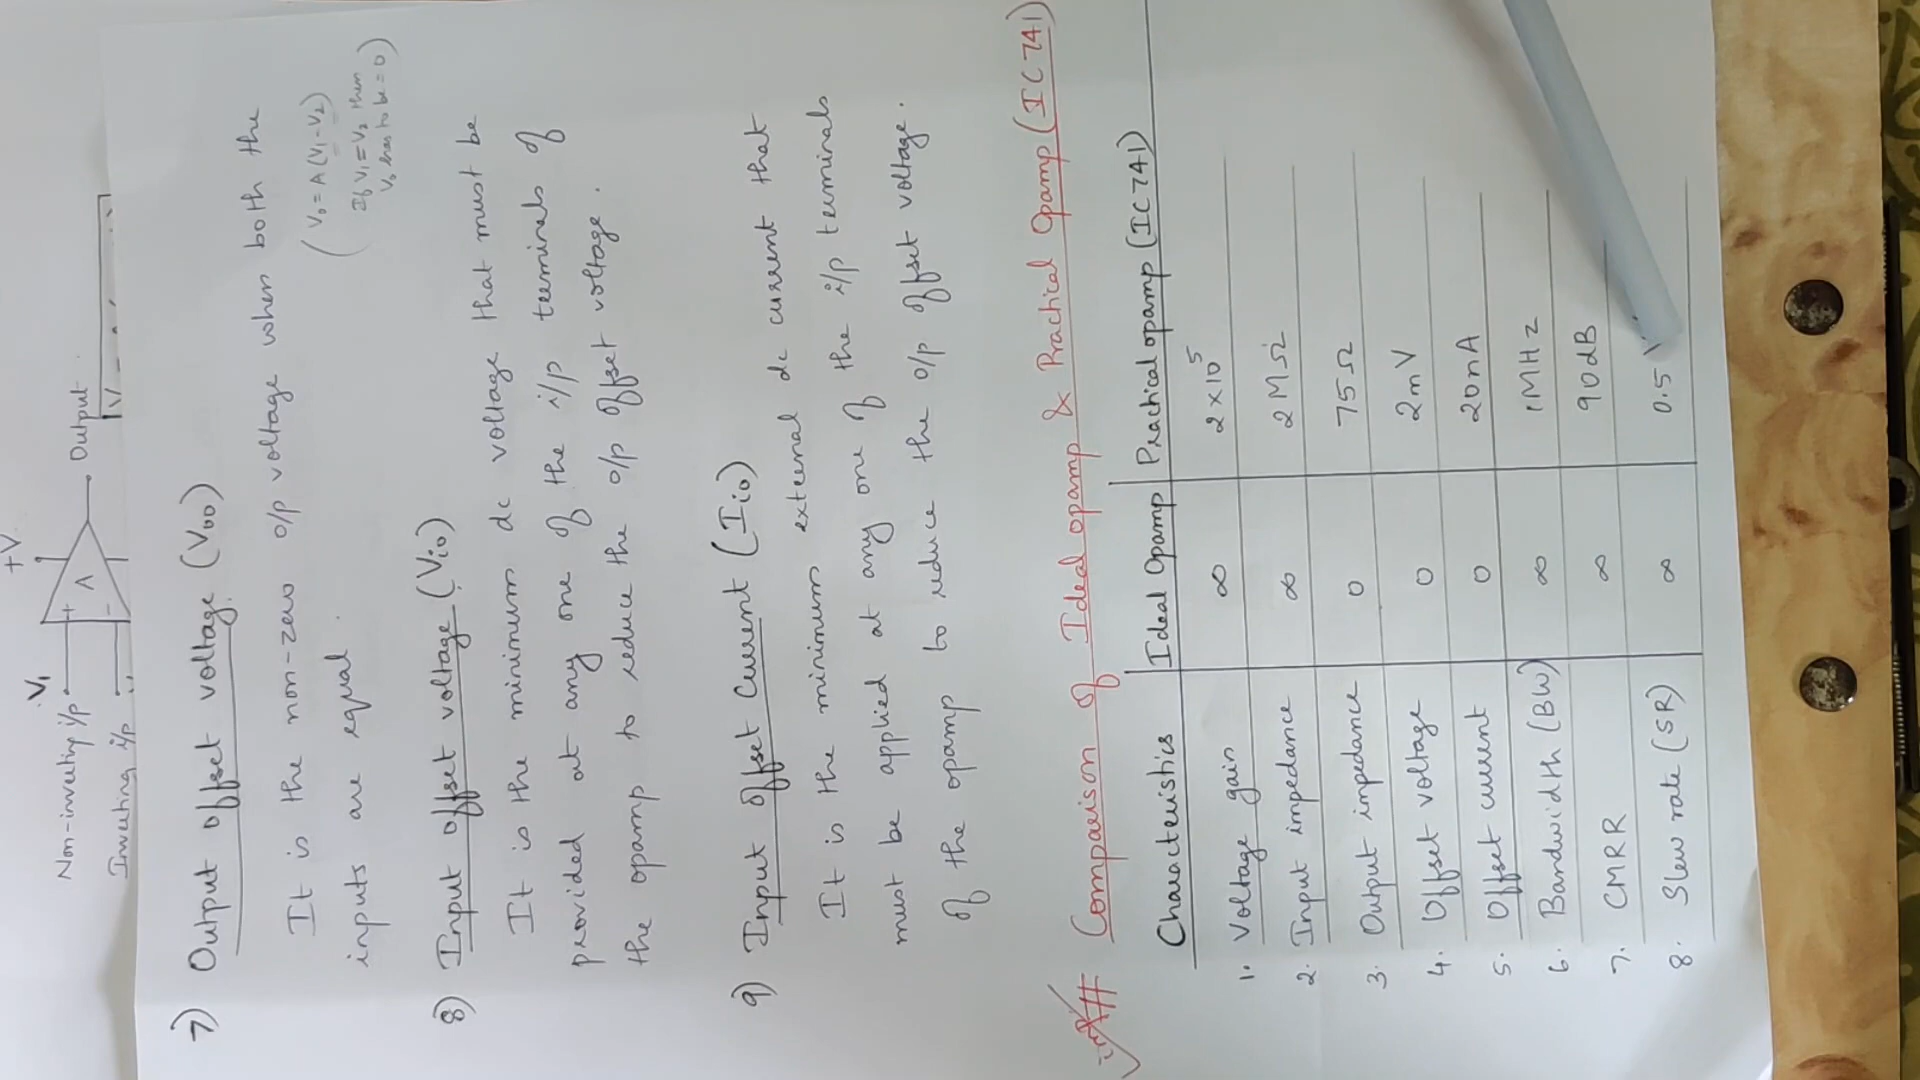 +V
V1
Non-inverting i/p
+
A
-
Output
Inverting i/p
7) Output offset voltage (Voo)
It is the non-zero o/p voltage when both the
inputs are equal.
(Vo = A(V1-V2)
If V1=V2 then
Vo has to be =0)
8) Input offset voltage (Vio)
It is the minimum dc voltage that must be
provided at any one of the i/p terminals of
the opamp to reduce the o/p offset voltage.
9) Input offset current (Iio)
It is the minimum external dc current that
must be applied at any one of the i/p terminals
of the opamp to reduce the o/p offset voltage.
Comparison of Ideal opamp & Practical Opamp (IC 741)
Characteristics Ideal Opamp Practical opamp (IC 741)
1. Voltage gain ∞ 2×10⁵
2. Input impedance ∞ 2MΩ
3. Output impedance 0 75Ω
4. Offset voltage 0 2mV
5. Offset current 0 20nA
6. Bandwidth (BW) ∞ 1MHz
7. CMRR ∞ 90dB
8. Slew rate (SR) ∞ 0.5